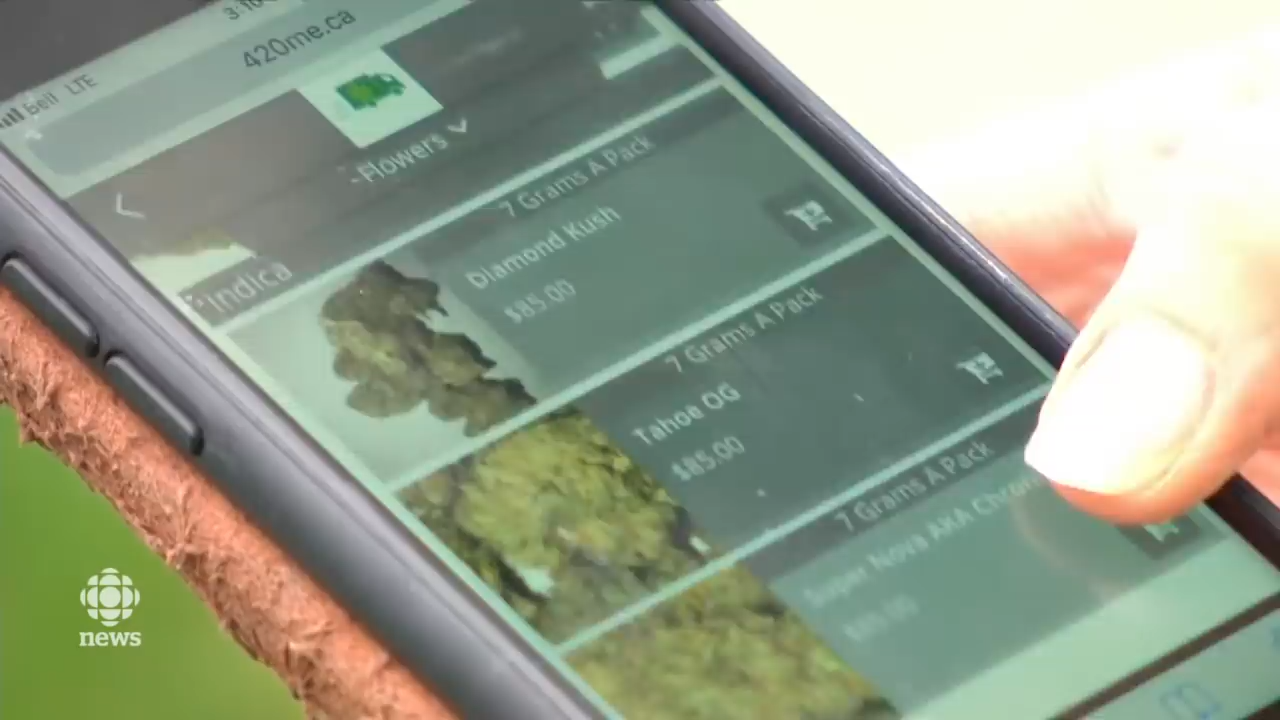 Bell LTE
420me.ca
Flowers
*Indica
7 Grams A Pack
Diamond Kush
$85.00
7 Grams A Pack
Tahoe OG
$85.00
7 Grams A Pack
Super Nova AKA
news